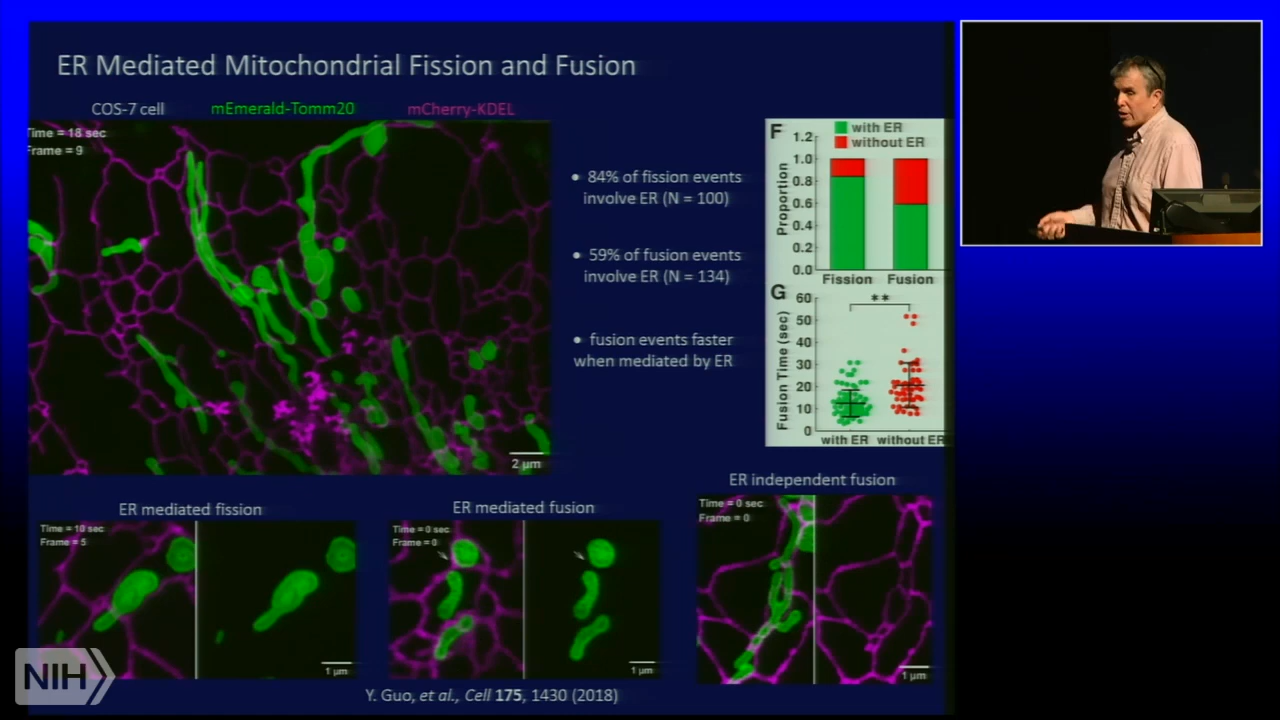 ER Mediated Mitochondrial Fission and Fusion
COS-7 cell mEmerald-Tomm20 mCherry-KDEL
Time = 18 sec
Frame = 9
2 μm
• 84% of fission events
involve ER (N = 100)
• 59% of fusion events
involve ER (N = 134)
• fusion events faster
when mediated by ER
F
with ER
without ER
Proportion
1.2
1.0
0.8
0.6
0.4
0.2
0.0
Fission Fusion
G
**
Fusion Time (sec)
60
50
40
30
20
10
0
with ER without ER
ER mediated fission
Time = 10 sec
Frame = 5
1 μm
ER mediated fusion
Time = 0 sec
Frame = 0
1 μm
ER independent fusion
Time = 0 sec
Frame = 0
1 μm
NIH
Y. Guo, et al., Cell 175, 1430 (2018)